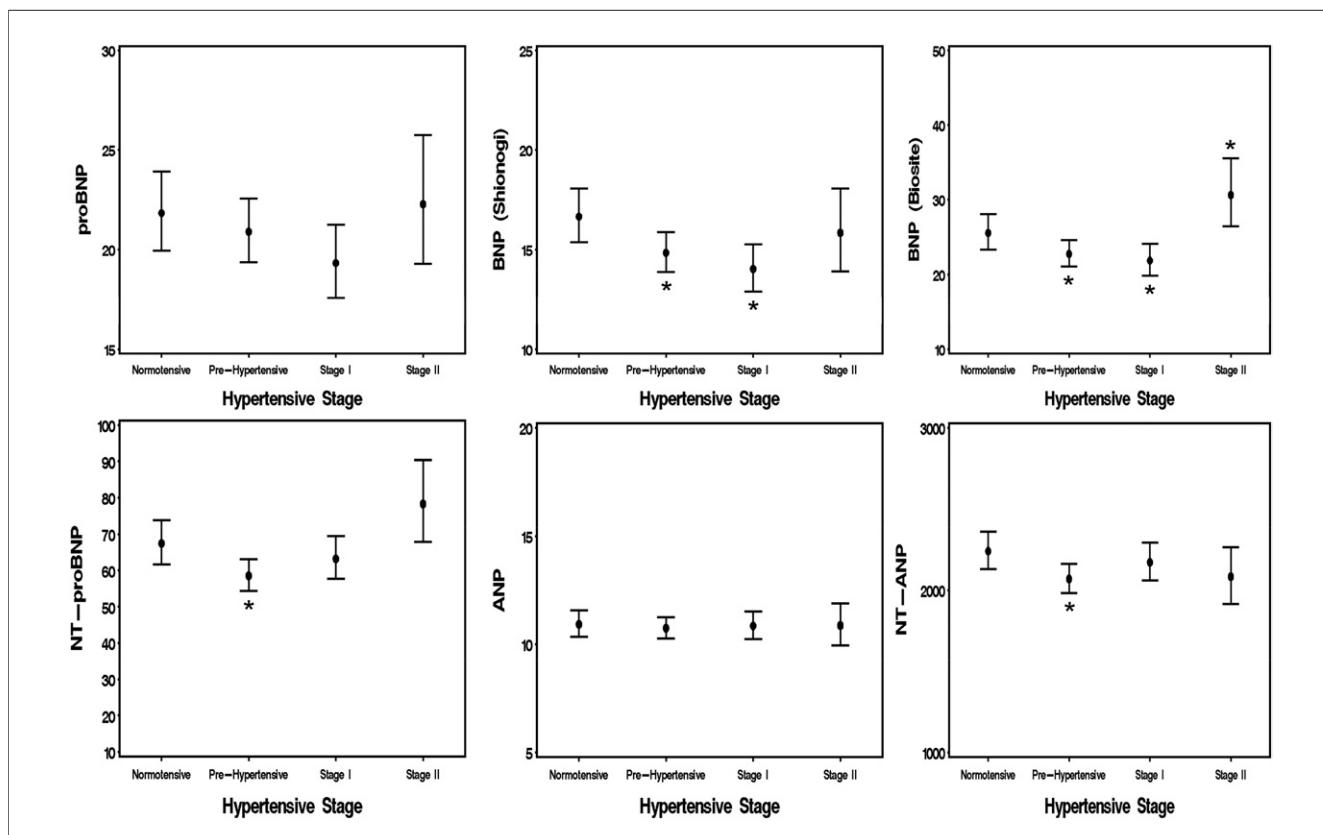 proBNP
30
25
20
15
Normotensive Pre-Hypertensive Stage I Stage II
Hypertensive Stage
BNP (Shionogi)
25
20
15
10
*
*
Normotensive Pre-Hypertensive Stage I Stage II
Hypertensive Stage
BNP (Biosite)
50
40
30
20
10
*
*
*
Normotensive Pre-Hypertensive Stage I Stage II
Hypertensive Stage
NT-proBNP
100
90
80
70
60
50
40
30
20
10
*
Normotensive Pre-Hypertensive Stage I Stage II
Hypertensive Stage
ANP
20
15
10
5
Normotensive Pre-Hypertensive Stage I Stage II
Hypertensive Stage
NT-ANP
3000
2000
1000
*
Normotensive Pre-Hypertensive Stage I Stage II
Hypertensive Stage